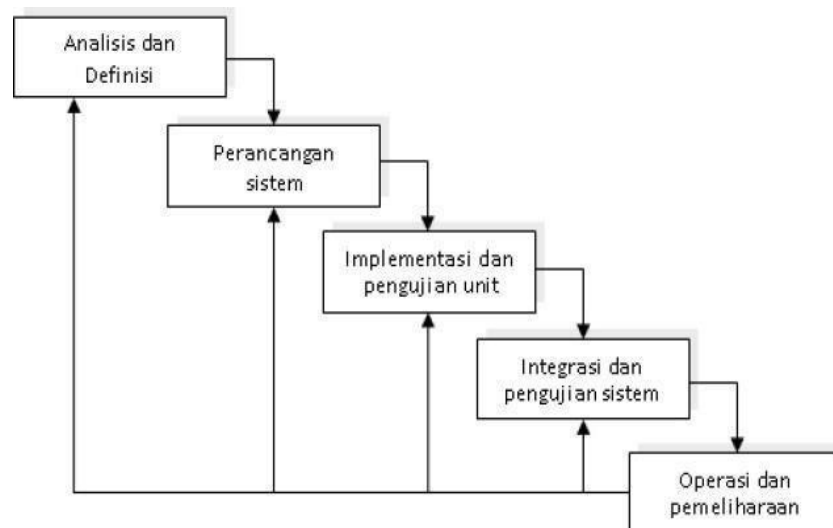 Analisis dan
Definisi
Perancangan
sistem
Implementasi dan
pengujian unit
Integrasi dan
pengujian sistem
Operasi dan
pemeliharaan